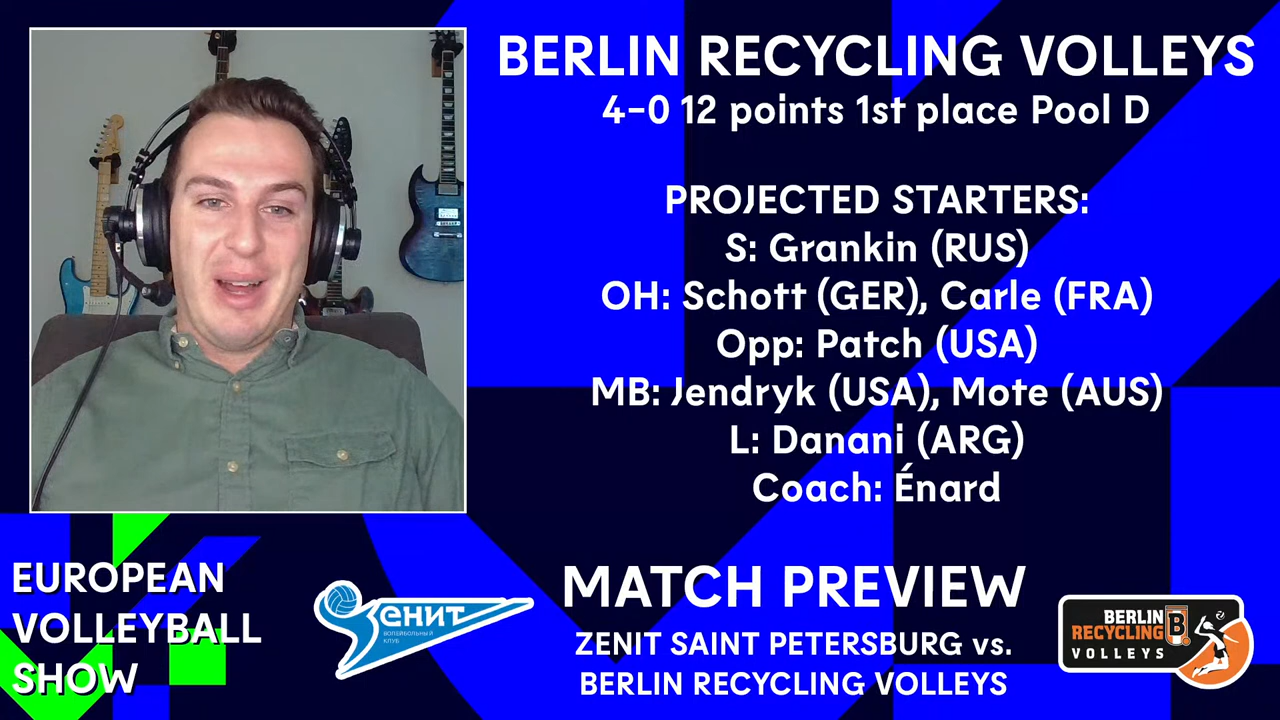 BERLIN RECYCLING VOLLEYS
4-0 12 points 1st place Pool D
PROJECTED STARTERS:
S: Grankin (RUS)
OH: Schott (GER), Carle (FRA)
Opp: Patch (USA)
MB: Jendryk (USA), Mote (AUS)
L: Danani (ARG)
Coach: Énard
EUROPEAN
VOLLEYBALL
SHOW
ЗЕНИТ
ВОЛЕЙБОЛЬНЫЙ
КЛУБ
MATCH PREVIEW
ZENIT SAINT PETERSBURG vs.
BERLIN RECYCLING VOLLEYS
BERLIN
RECYCLING
VOLLEYS
B.